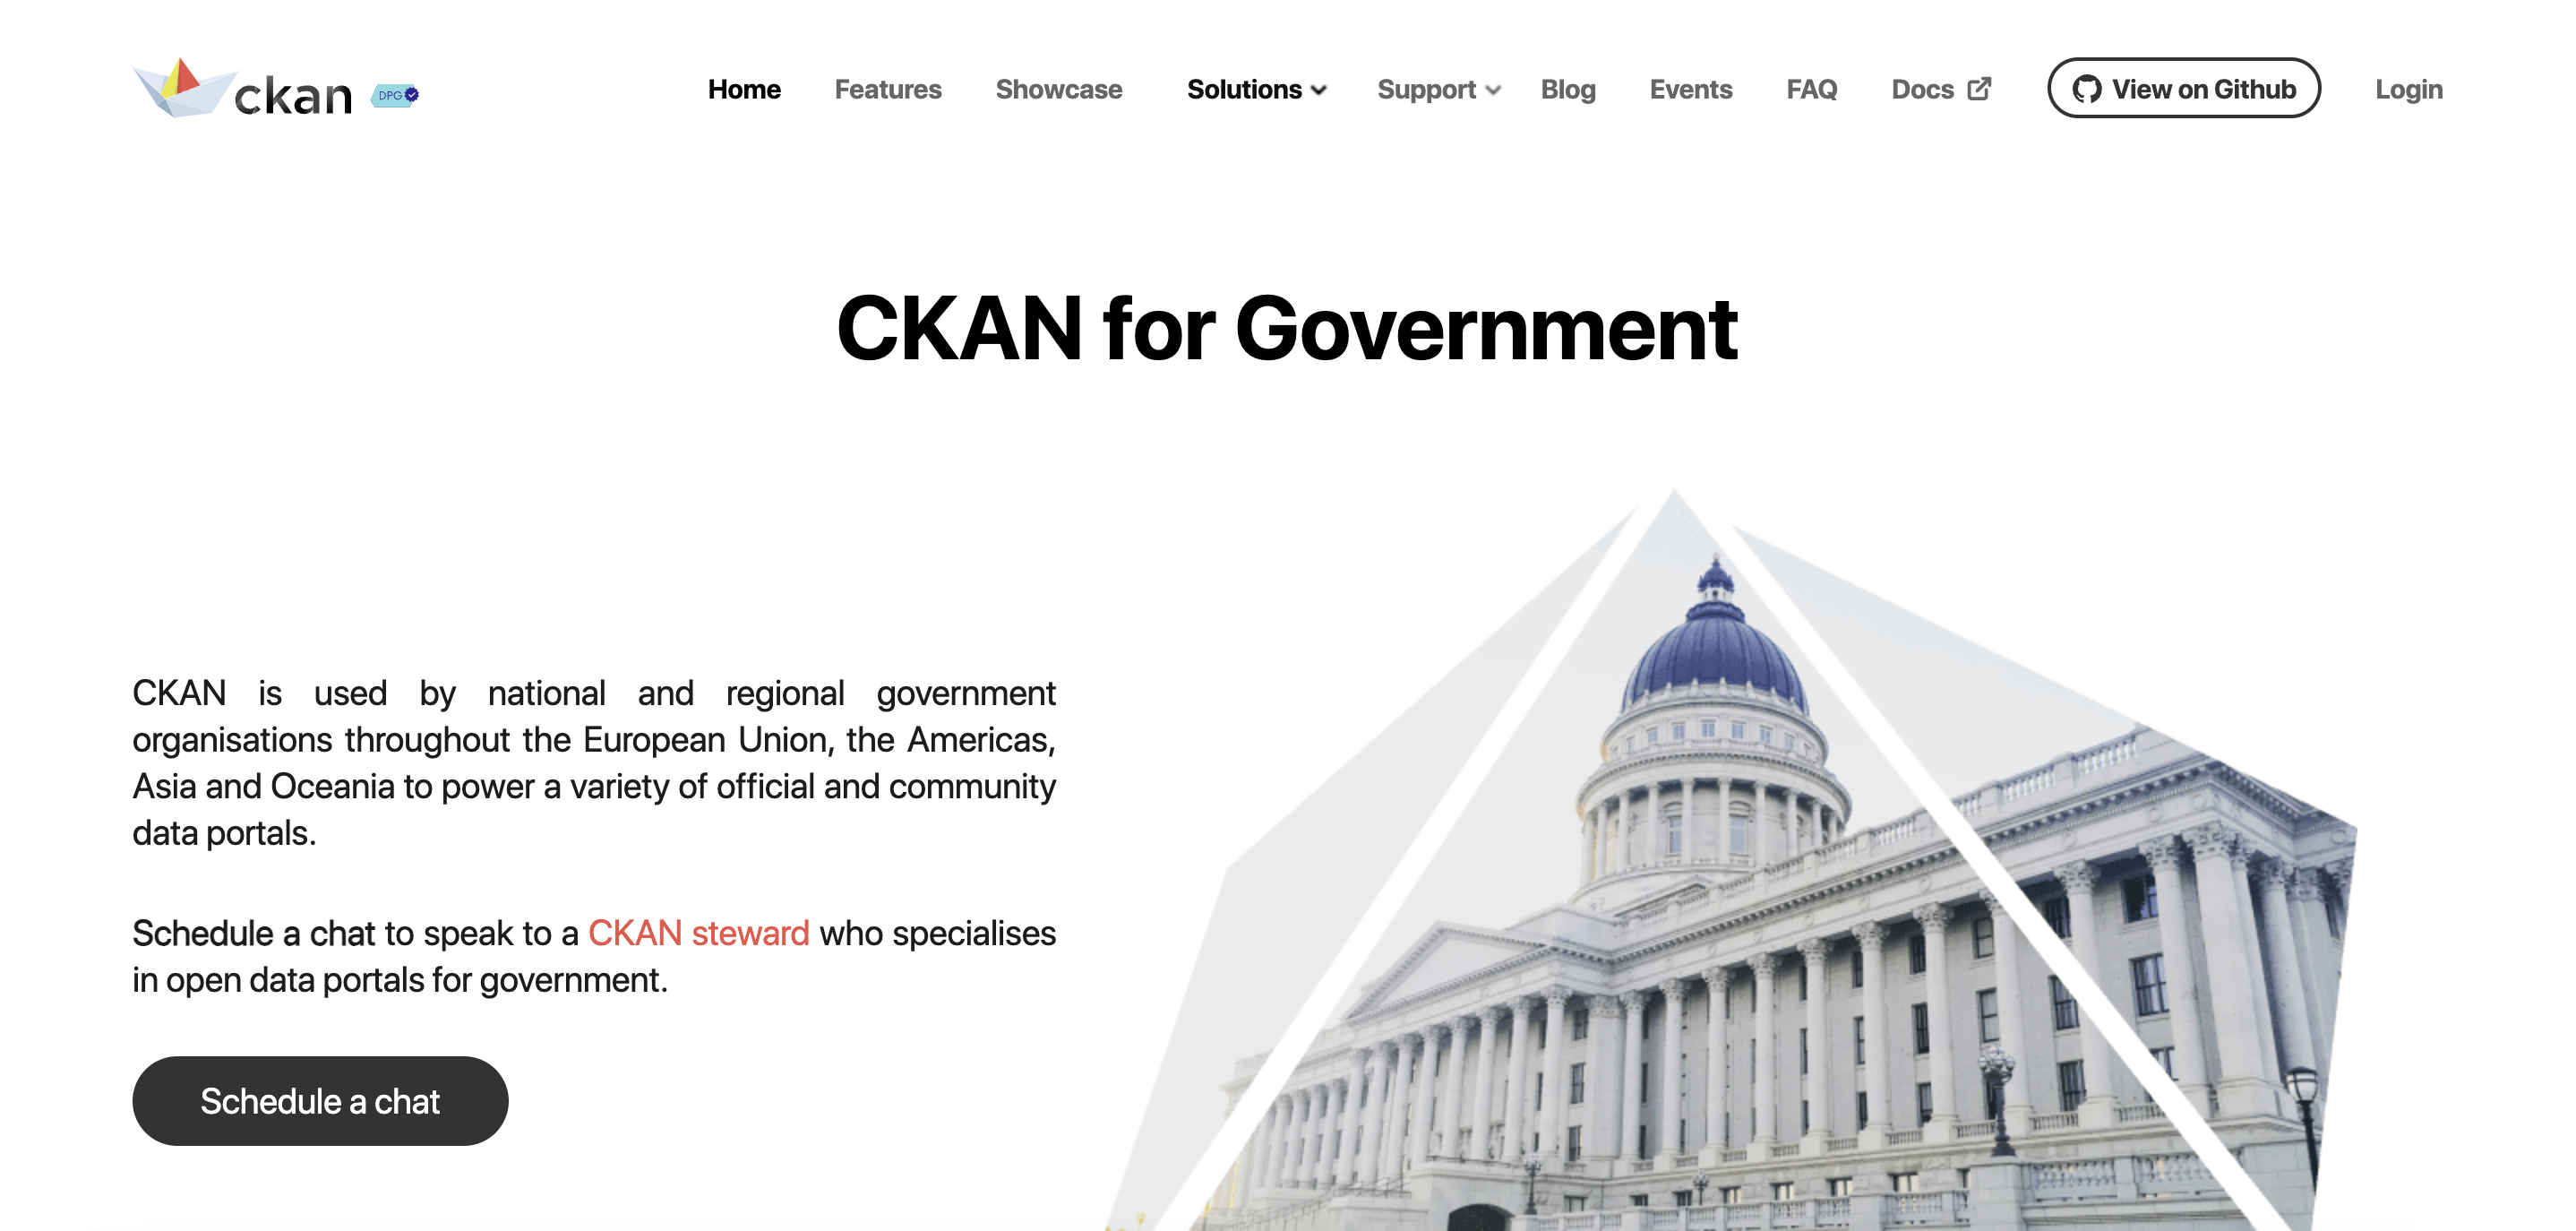 ckan DPG Home Features Showcase Solutions Support Blog Events FAQ Docs View on Github Login
CKAN for Government
CKAN is used by national and regional government
organisations throughout the European Union, the Americas,
Asia and Oceania to power a variety of official and community
data portals.
Schedule a chat to speak to a CKAN steward who specialises
in open data portals for government.
Schedule a chat